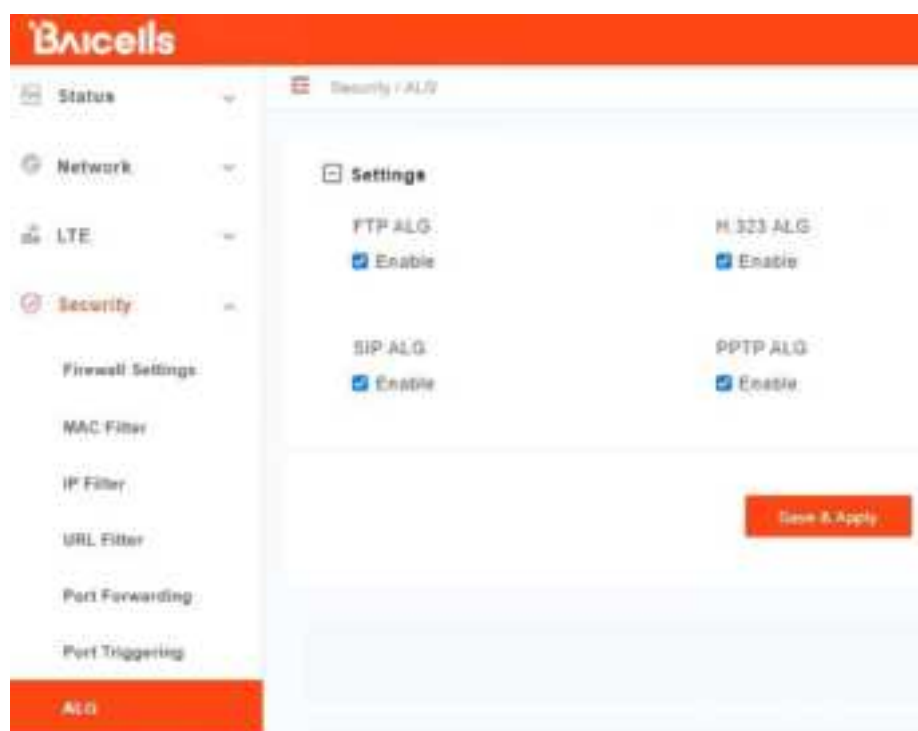 BAICELLS
Status
Security / ALG
Network
Settings
LTE
FTP ALG
H.323 ALG
Enable
Enable
Security
SIP ALG
PPTP ALG
Enable
Enable
Firewall Settings
MAC Filter
IP Filter
URL Filter
Save & Apply
Port Forwarding
Port Triggering
ALG